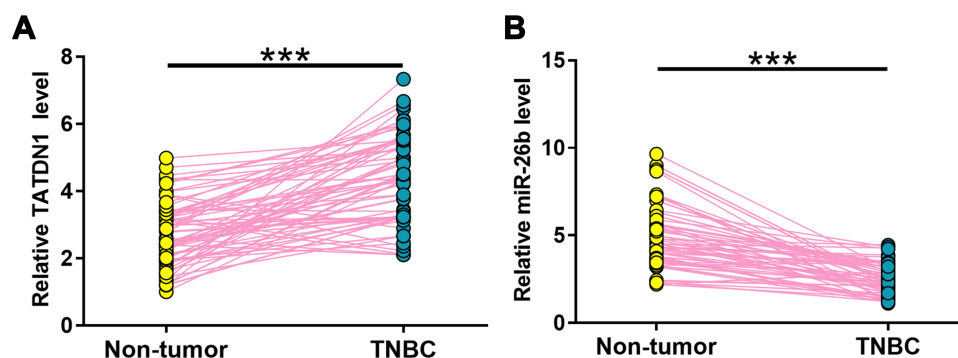 A
Relative TATDN1 level
8
6
4
2
0
***
Non-tumor
TNBC
B
Relative miR-26b level
15
10
5
0
***
Non-tumor
TNBC